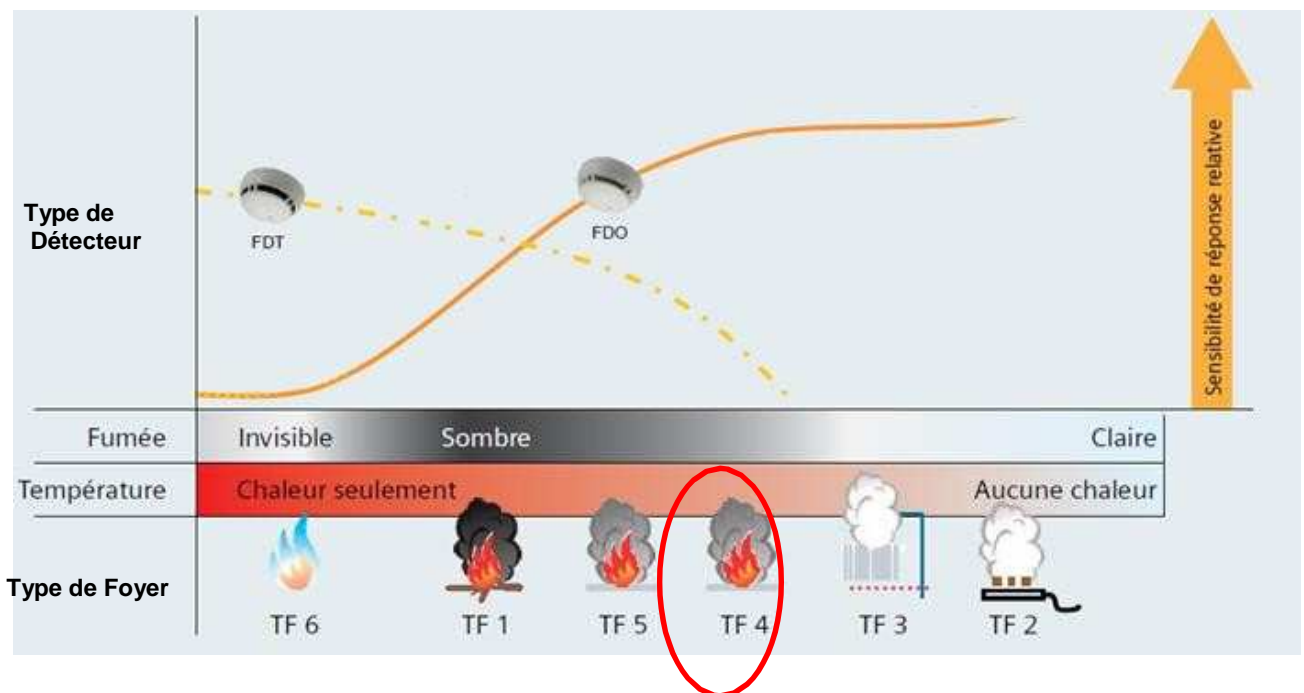 Sensibilité de réponse relative
Type de
Détecteur
FDT
FDO
Fumée Invisible Sombre Claire
Température Chaleur seulement Aucune chaleur
Type de Foyer
TF 6 TF 1 TF 5 TF 4 TF 3 TF 2